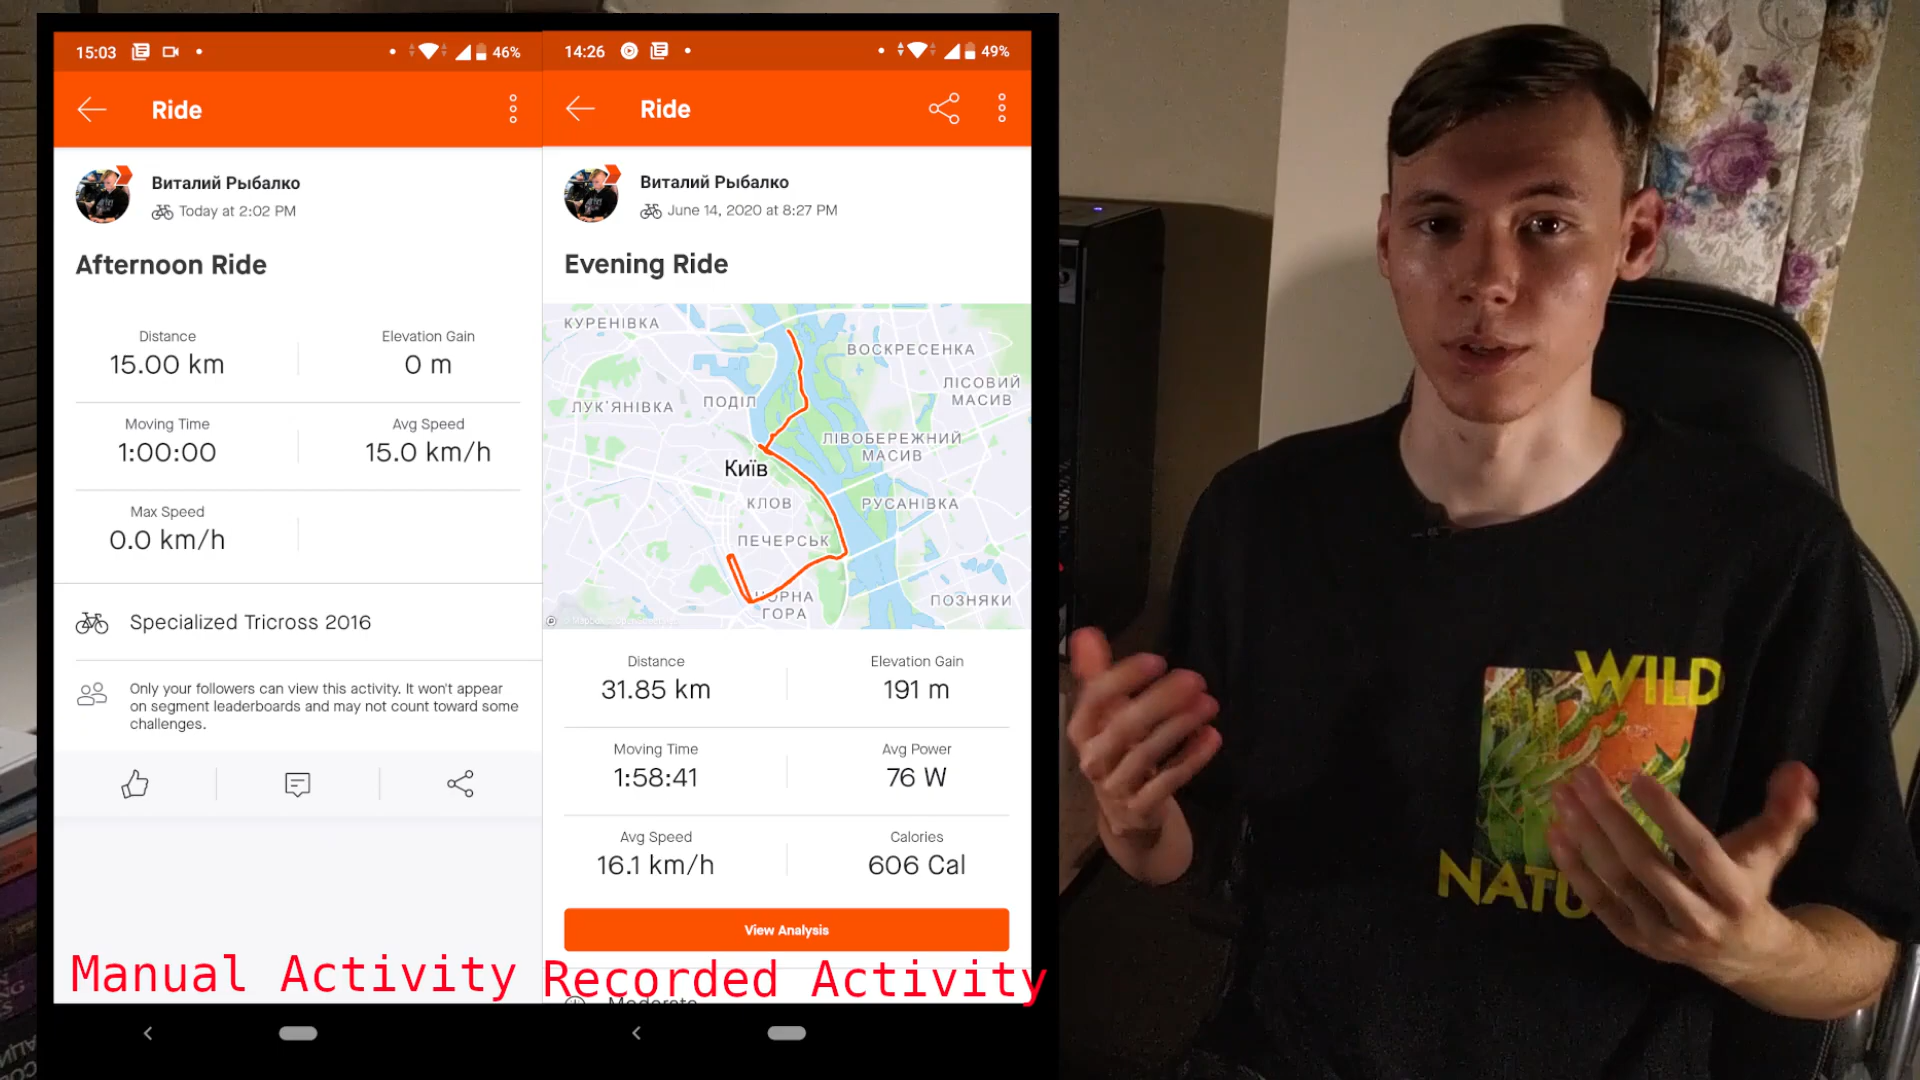 15:03
46%
Ride
Виталий Рыбалко
Today at 2:02 PM
Afternoon Ride
Distance
15.00 km
Elevation Gain
0 m
Moving Time
1:00:00
Avg Speed
15.0 km/h
Max Speed
0.0 km/h
Specialized Tricross 2016
Only your followers can view this activity. It won't appear
on segment leaderboards and may not count toward some
challenges.
Manual Activity
14:26
49%
Ride
Виталий Рыбалко
June 14, 2020 at 8:27 PM
Evening Ride
КУРЕНІВКА
ВОСКРЕСЕНКА
ЛІСОВИЙ
МАСИВ
ЛУК'ЯНІВКА
ПОДІЛ
ЛІВОБЕРЕЖНИЙ
МАСИВ
Київ
КЛОВ
РУСАНІВКА
ПЕЧЕРСЬК
ЧОРНА
ГОРА
ПОЗНЯКИ
Distance
31.85 km
Elevation Gain
191 m
Moving Time
1:58:41
Avg Power
76 W
Avg Speed
16.1 km/h
Calories
606 Cal
View Analysis
Moderate
Recorded Activity
WILD
NATU